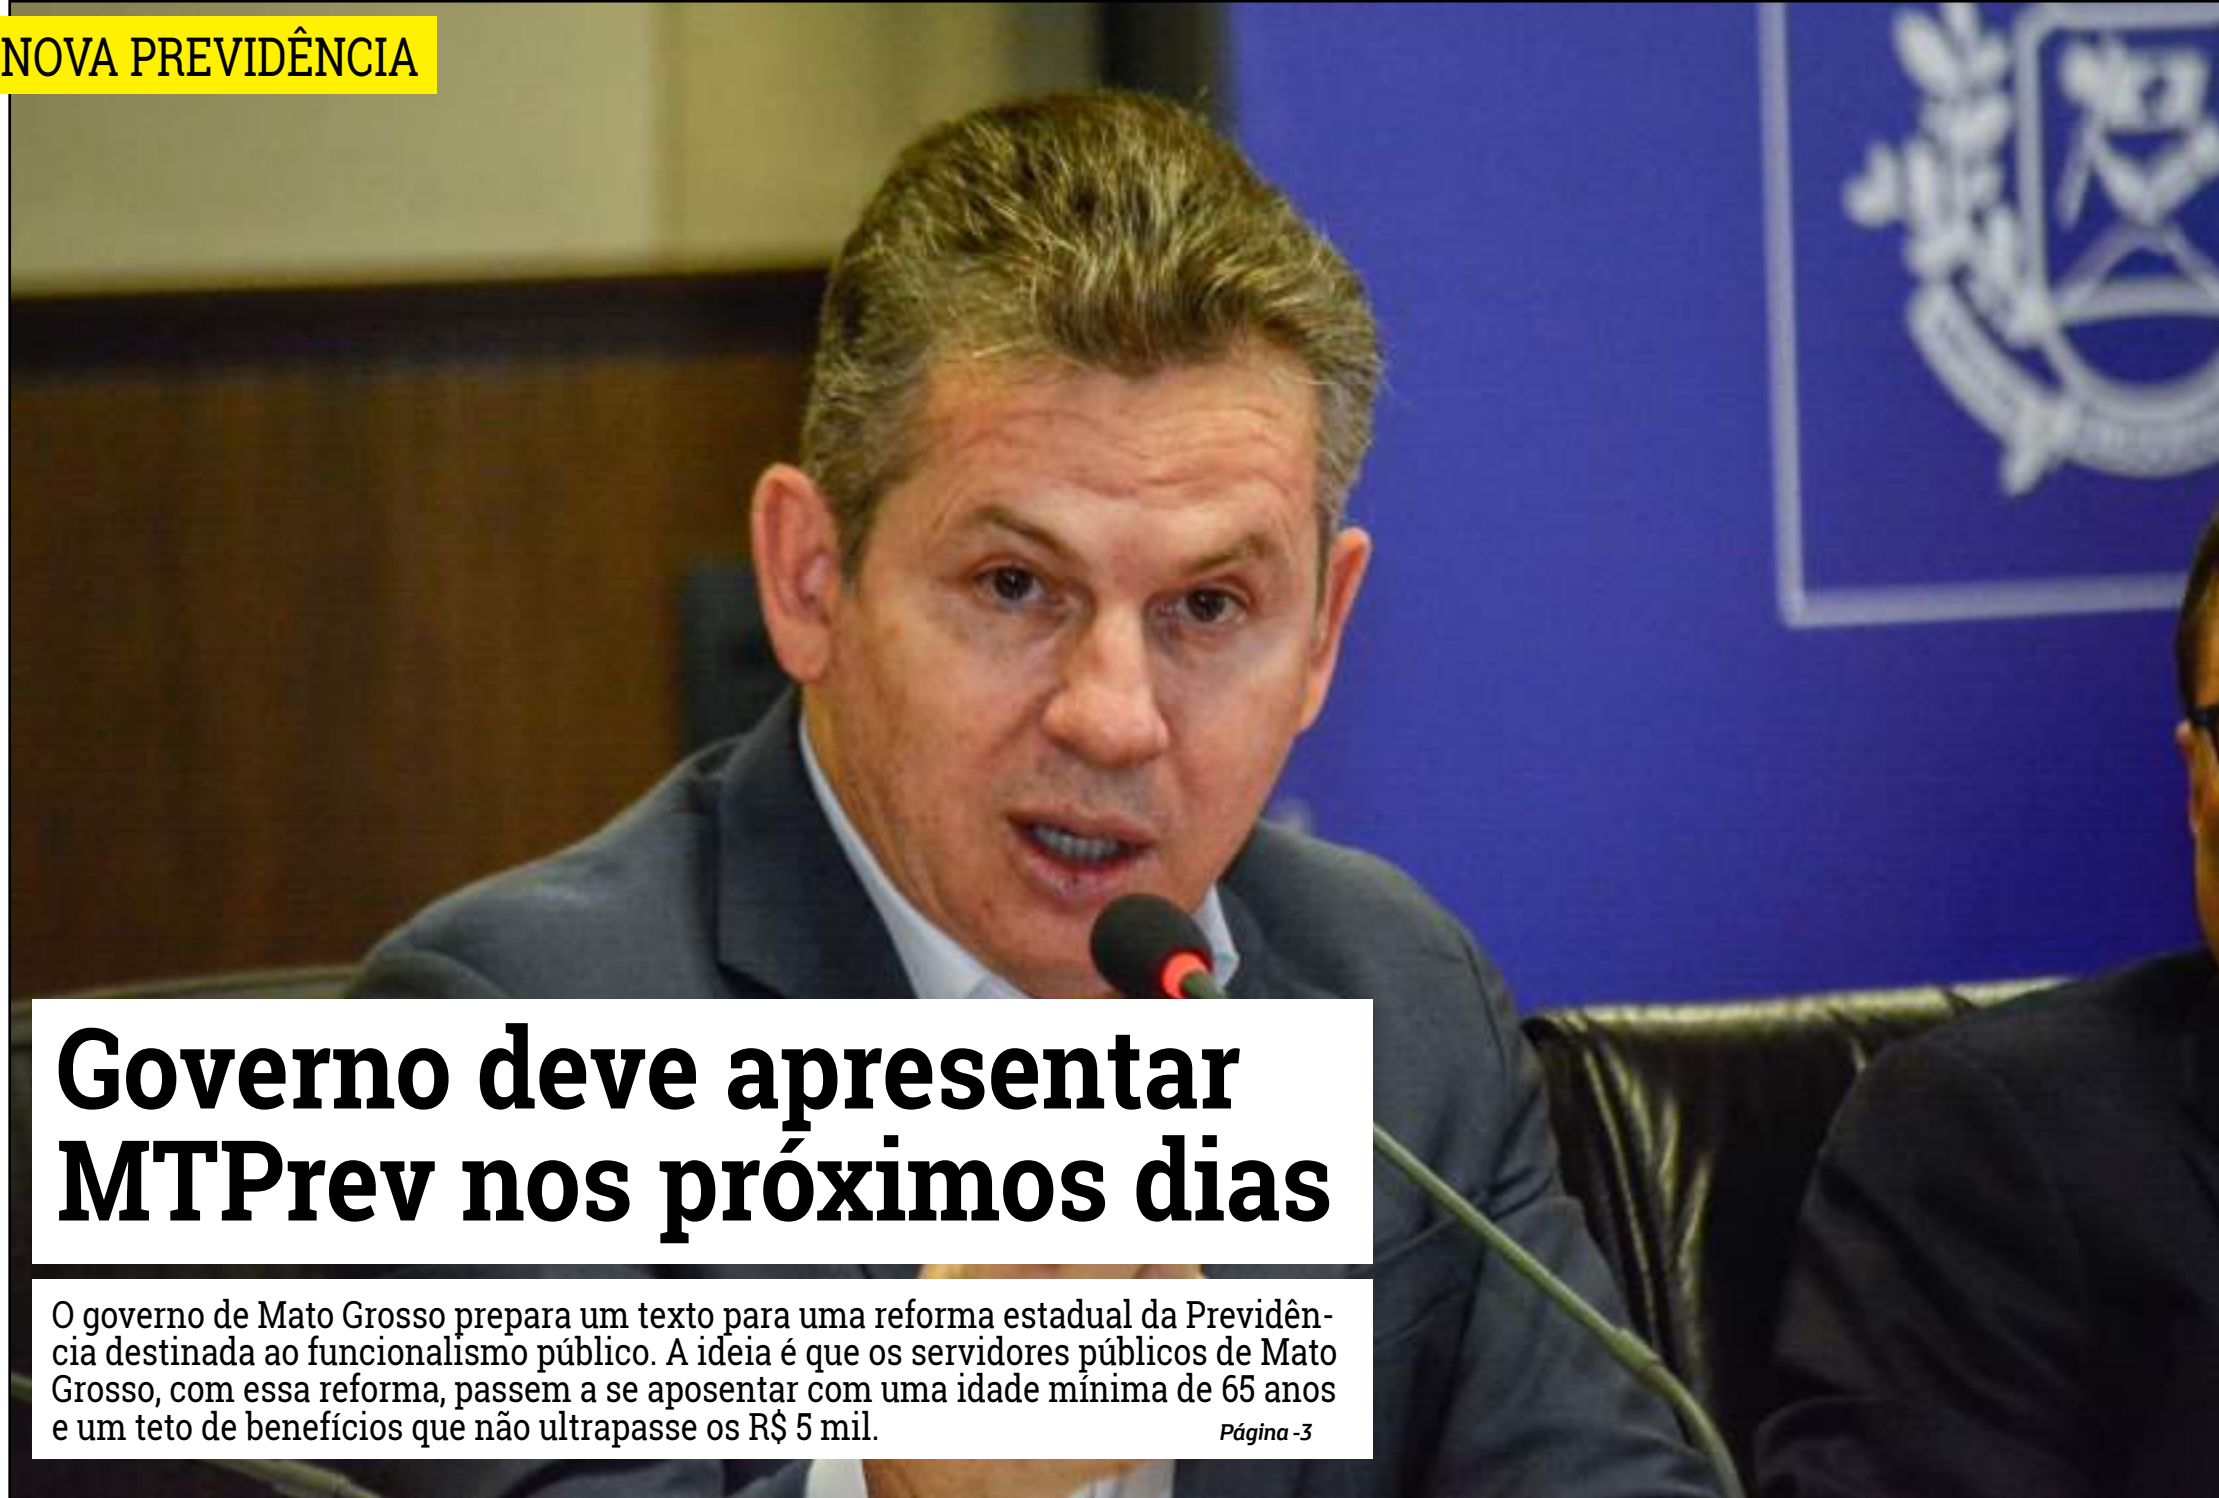 NOVA PREVIDÊNCIA
Governo deve apresentar
MTPrev nos próximos dias
O governo de Mato Grosso prepara um texto para uma reforma estadual da Previdên-
cia destinada ao funcionalismo público. A ideia é que os servidores públicos de Mato
Grosso, com essa reforma, passem a se aposentar com uma idade mínima de 65 anos
e um teto de benefícios que não ultrapasse os R$ 5 mil.
Página -3